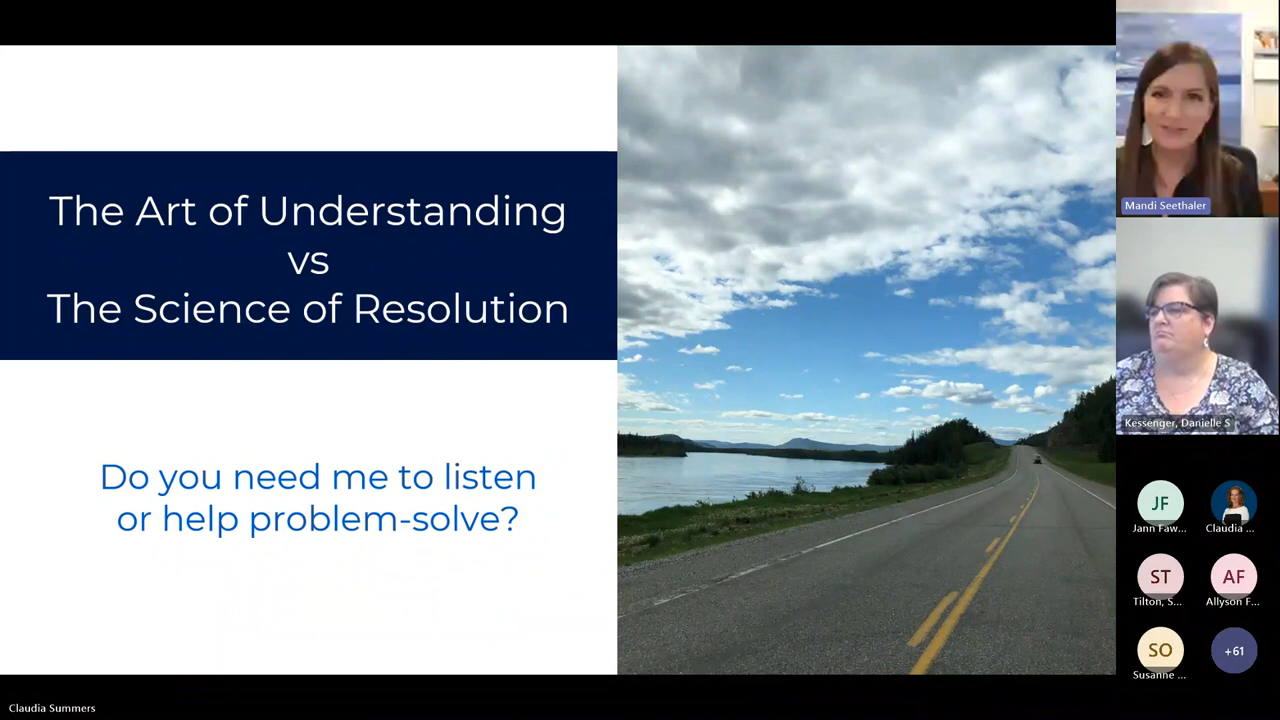 The Art of Understanding
vs
The Science of Resolution
Do you need me to listen
or help problem-solve?
Mandi Seethaler
Kessenger, Danielle S
JF
Jann Faw...
Claudia ...
ST
Tilton, S...
AF
Allyson F...
SO
Susanne ...
+61
Claudia Summers